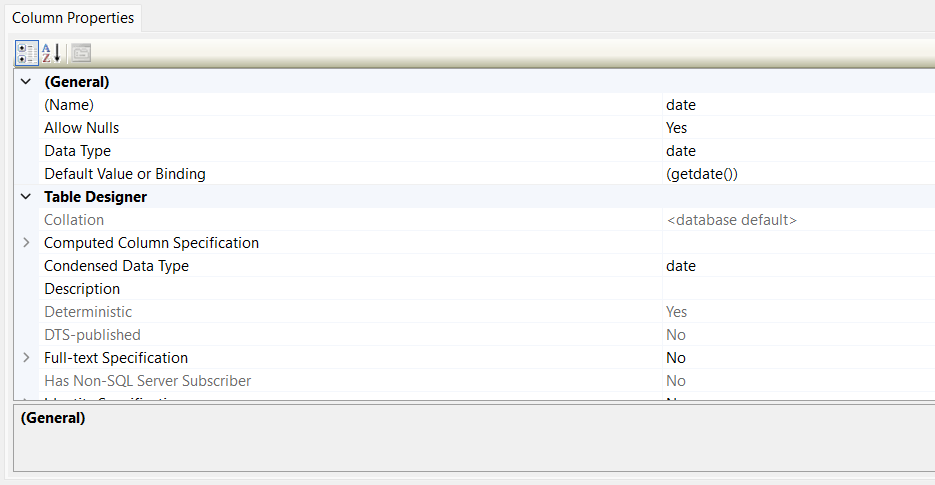 Column Properties
(General)
(Name) date
Allow Nulls Yes
Data Type date
Default Value or Binding (getdate())
Table Designer
Collation <database default>
Computed Column Specification
Condensed Data Type date
Description
Deterministic Yes
DTS-published No
Full-text Specification No
Has Non-SQL Server Subscriber No
(General)